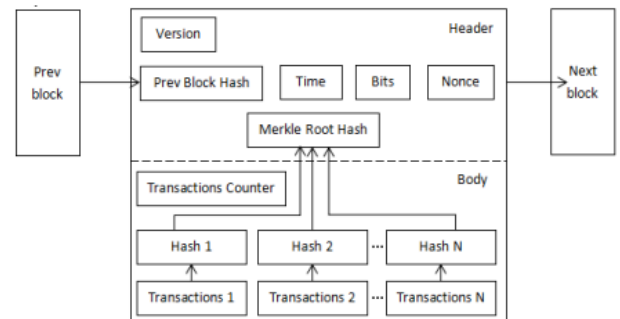 Version
Header
Prev
block
Prev Block Hash
Time
Bits
Nonce
Next
block
Merkle Root Hash
Body
Transactions Counter
Hash 1
Hash 2
...
Hash N
Transactions 1
Transactions 2
...
Transactions N